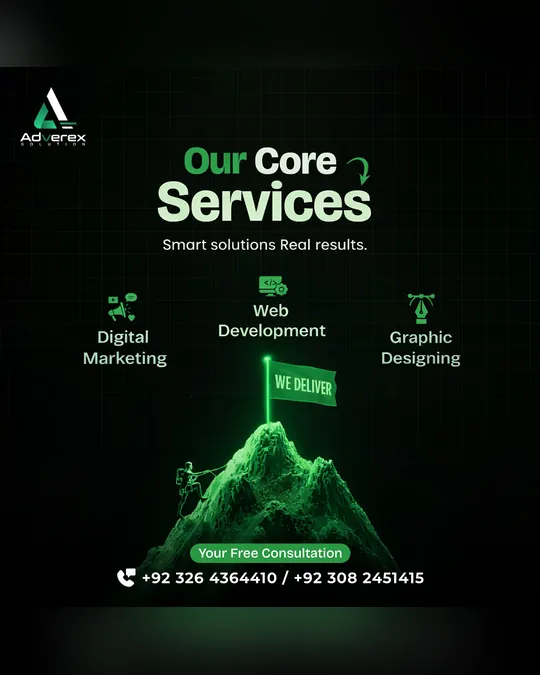 Adverex
SOLUTION
Our Core
Services
Smart solutions Real results.
Web
Development
Digital
Marketing
Graphic
Designing
WE DELIVER
Your Free Consultation
+92 326 4364410 / +92 308 2451415